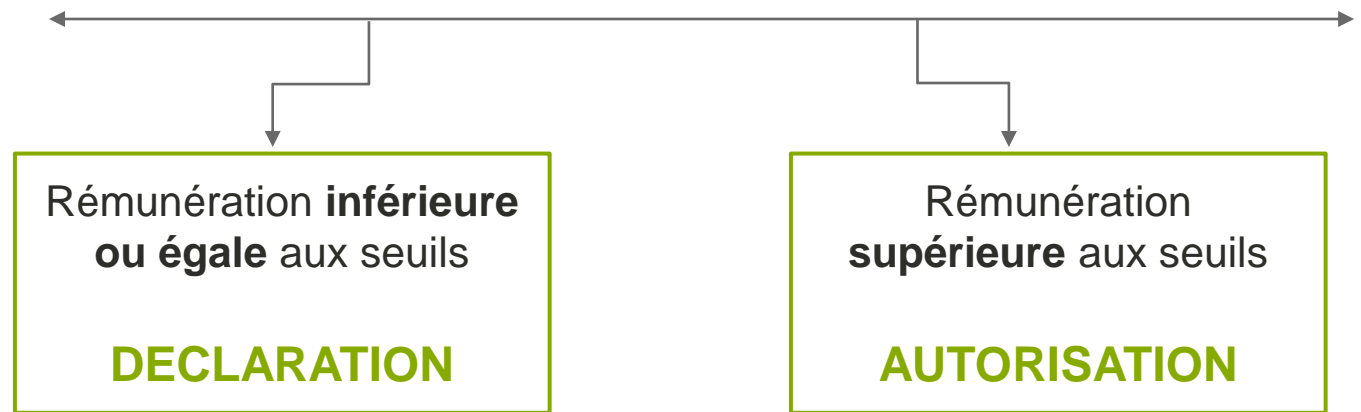 Rémunération inférieure
ou égale aux seuils
DECLARATION
Rémunération
supérieure aux seuils
AUTORISATION